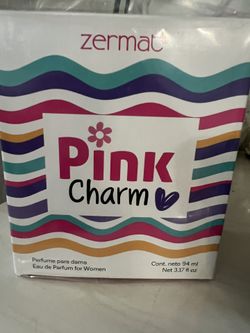 zermat
Pink
Charm
Perfume para dama
Eau de Parfum for Women
Cont. neto 94 ml
Net 3.17 fl oz